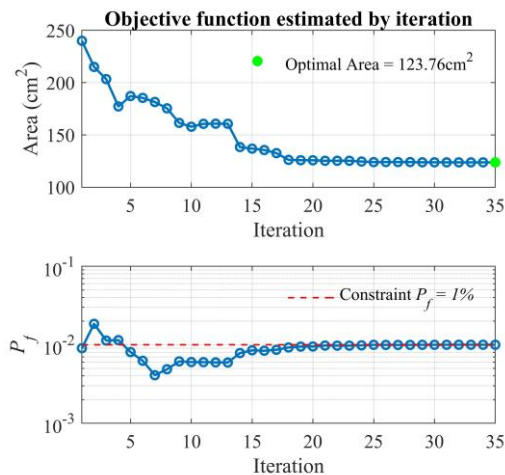 Objective function estimated by iteration
250
200
150
100
Area (cm²)
Optimal Area = 123.76cm²
5 10 15 20 25 30 35
Iteration
10⁻¹
10⁻²
10⁻³
P_f
Constraint P_f = 1%
5 10 15 20 25 30 35
Iteration